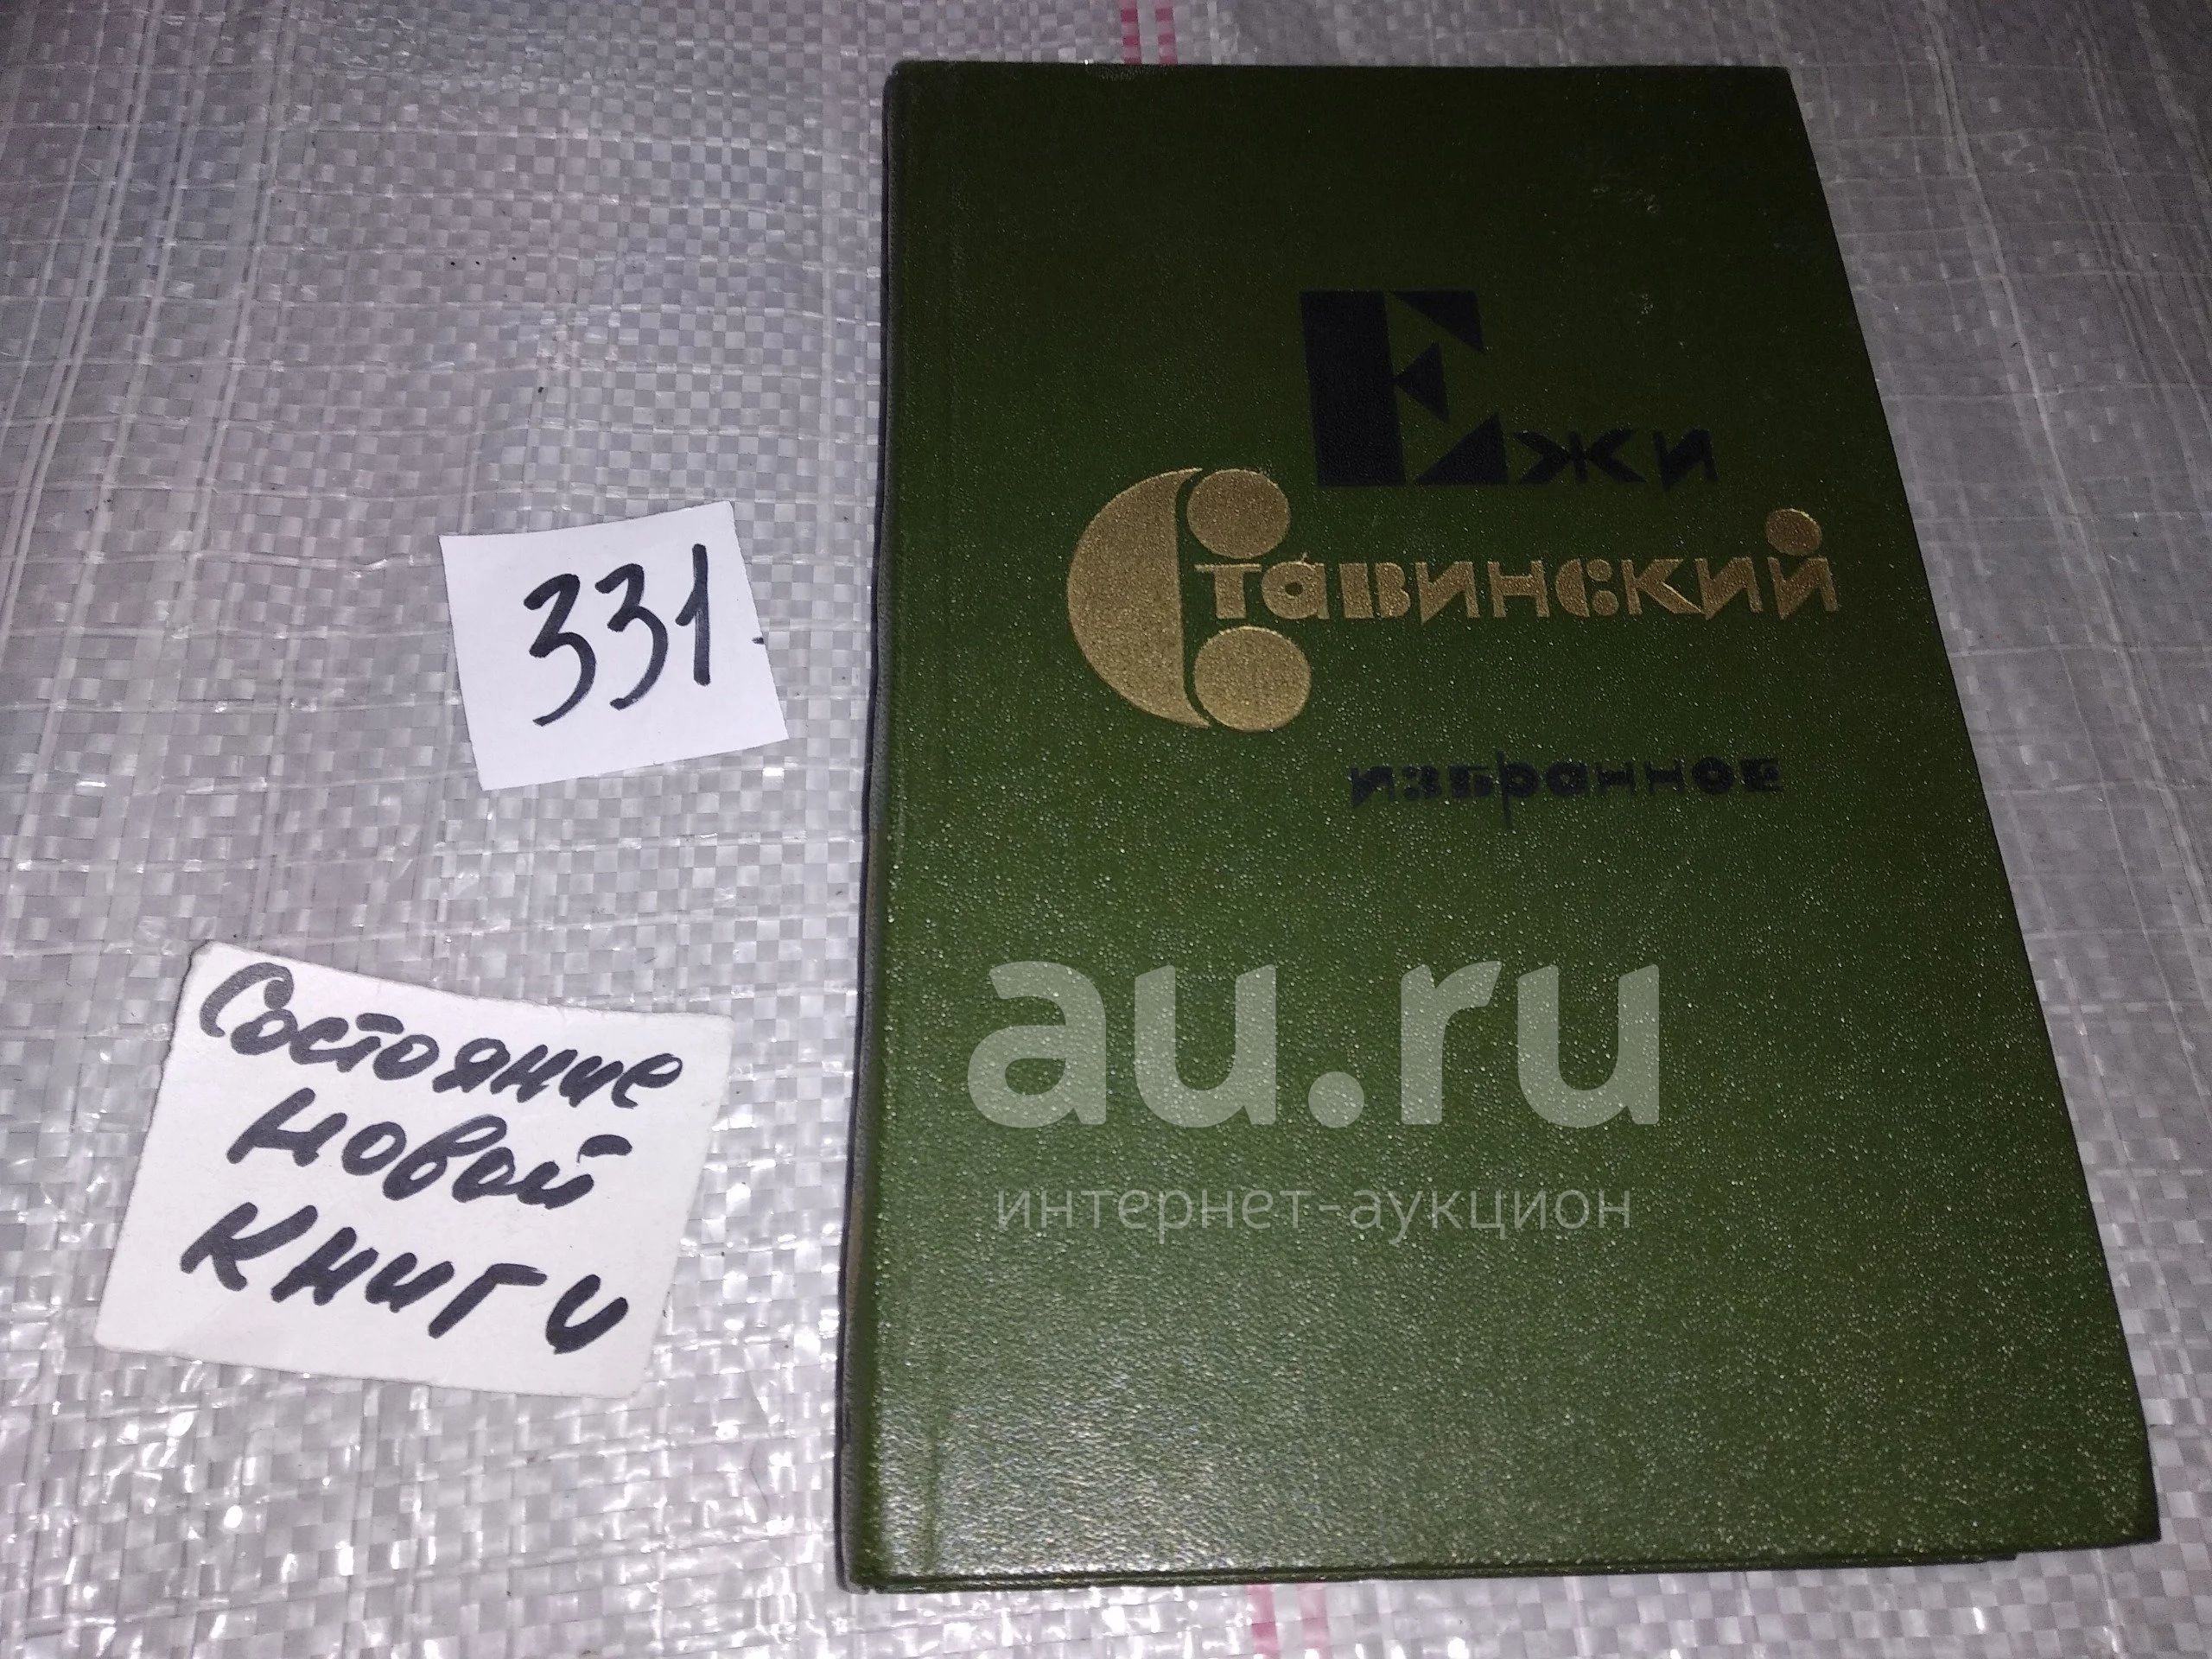 Ежи
Ставинский
избранное
331
Состояние
новой
книги
au.ru
интернет-аукцион